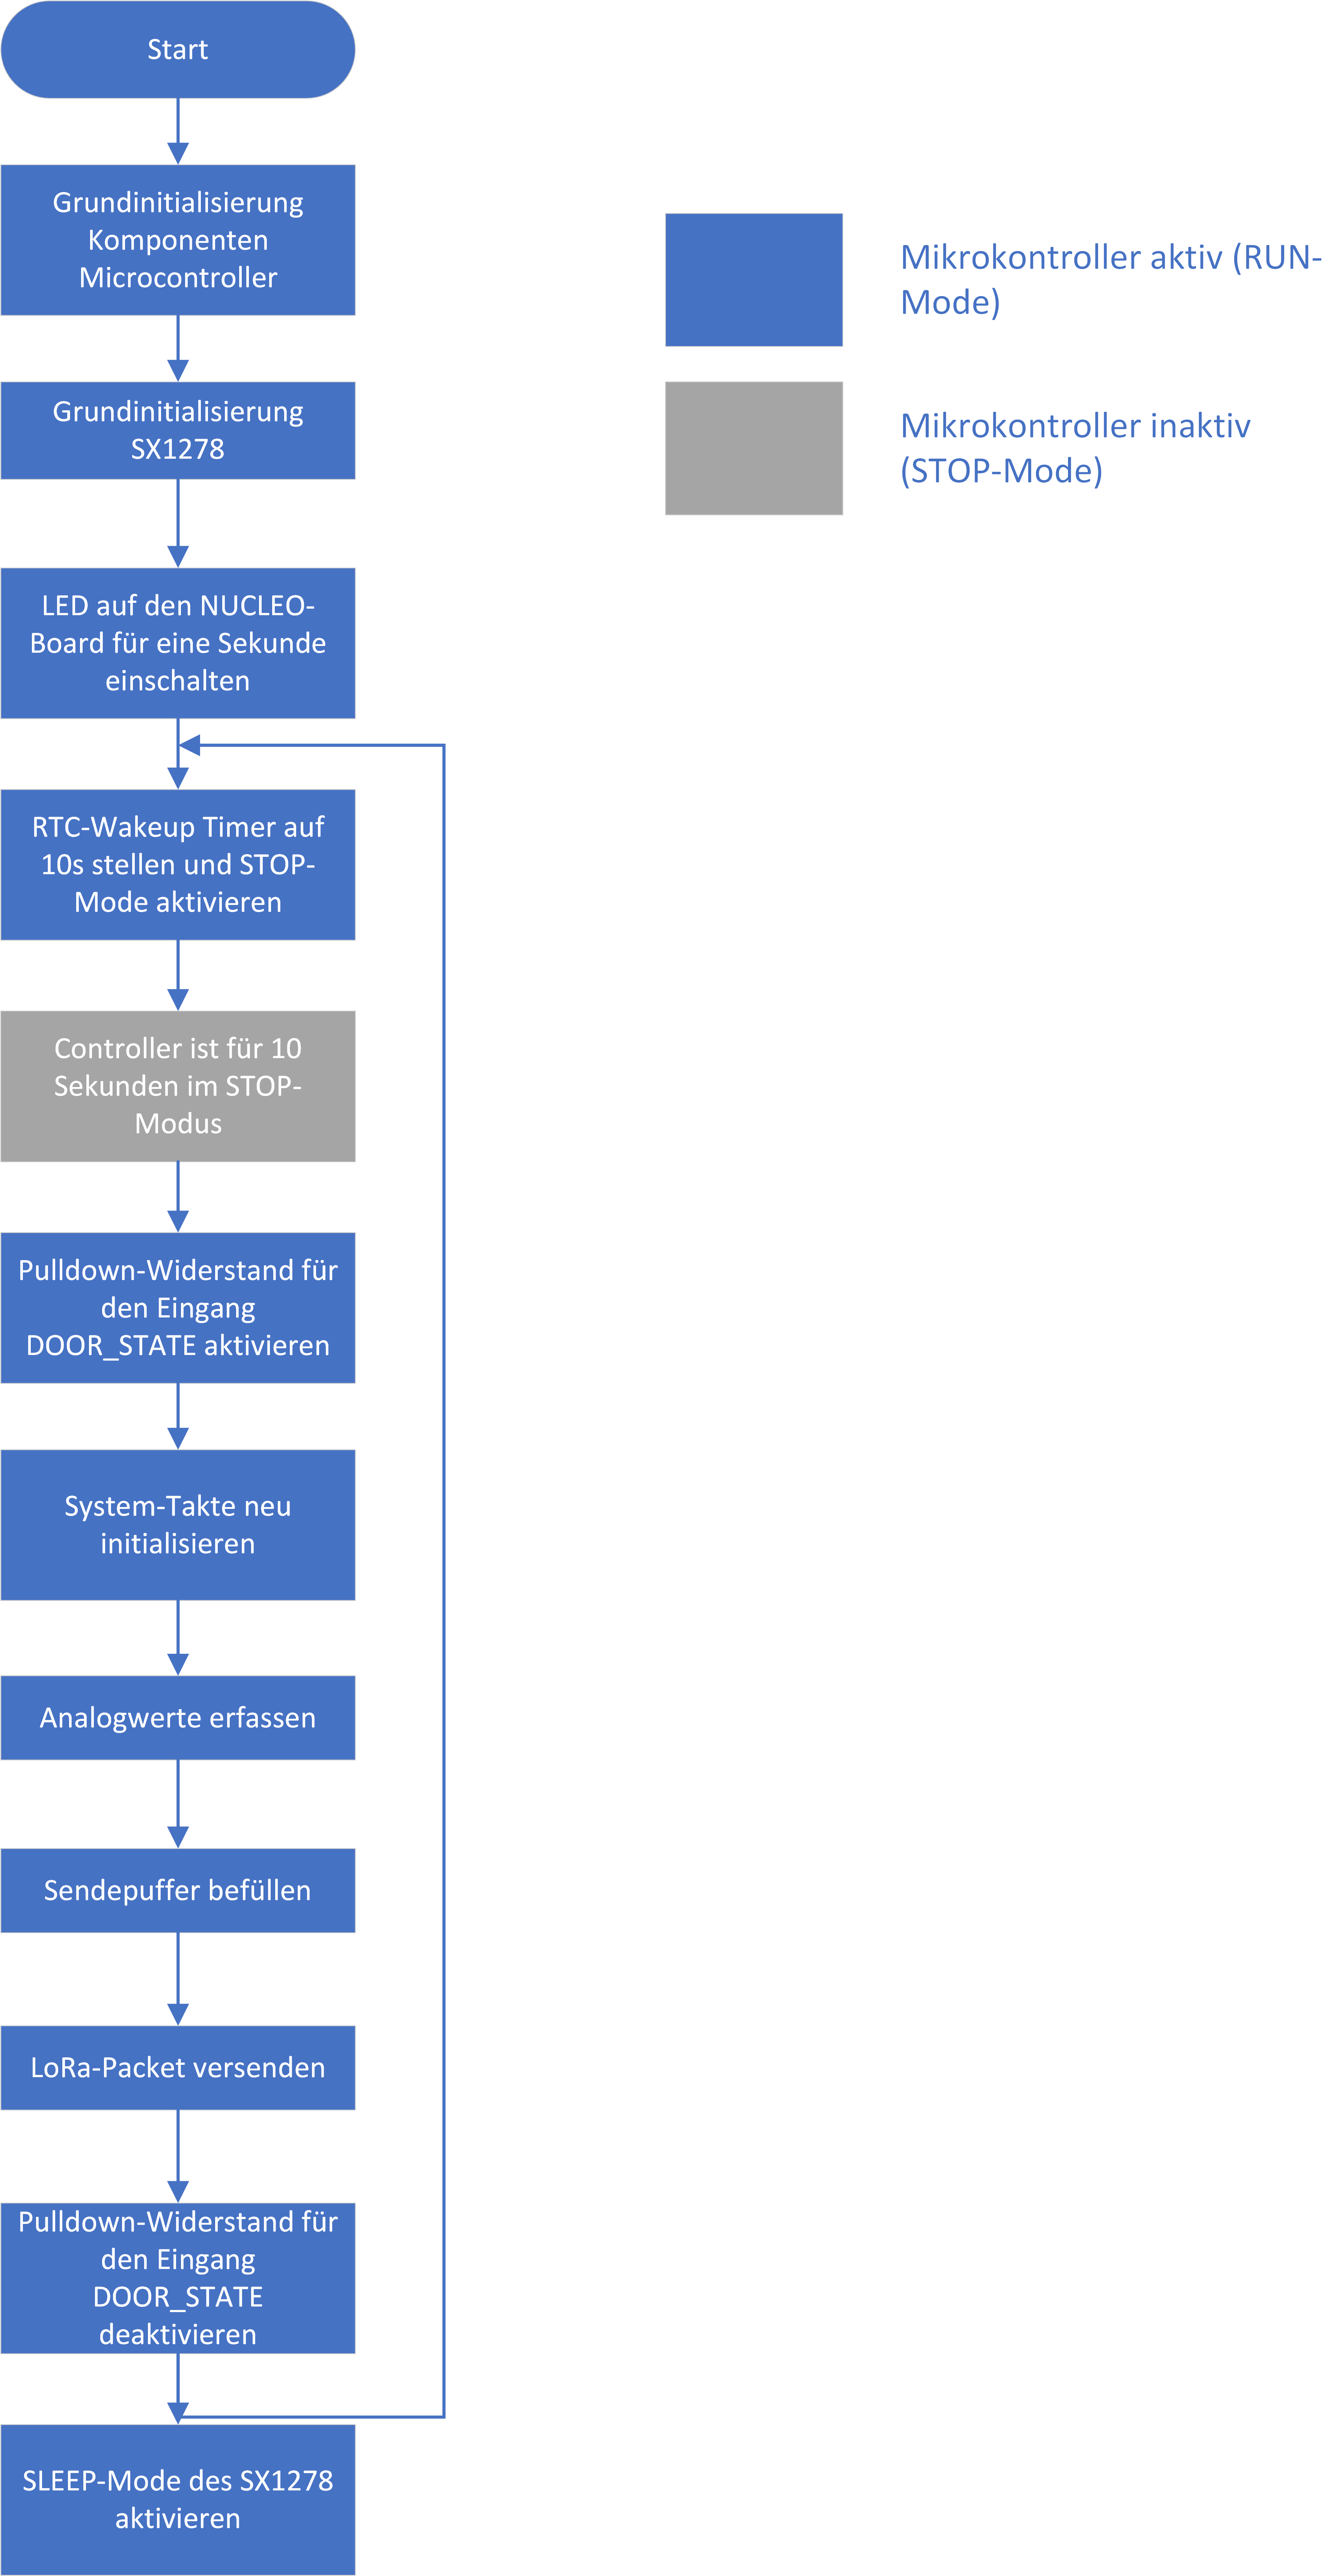 Start
Grundinitialisierung
Komponenten
Microcontroller
Mikrokontroller aktiv (RUN-
Mode)
Grundinitialisierung
SX1278
Mikrokontroller inaktiv
(STOP-Mode)
LED auf den NUCLEO-
Board für eine Sekunde
einschalten
RTC-Wakeup Timer auf
10s stellen und STOP-
Mode aktivieren
Controller ist für 10
Sekunden im STOP-
Modus
Pulldown-Widerstand für
den Eingang
DOOR_STATE aktivieren
System-Takte neu
initialisieren
Analogwerte erfassen
Sendepuffer befüllen
LoRa-Packet versenden
Pulldown-Widerstand für
den Eingang
DOOR_STATE
deaktivieren
SLEEP-Mode des SX1278
aktivieren